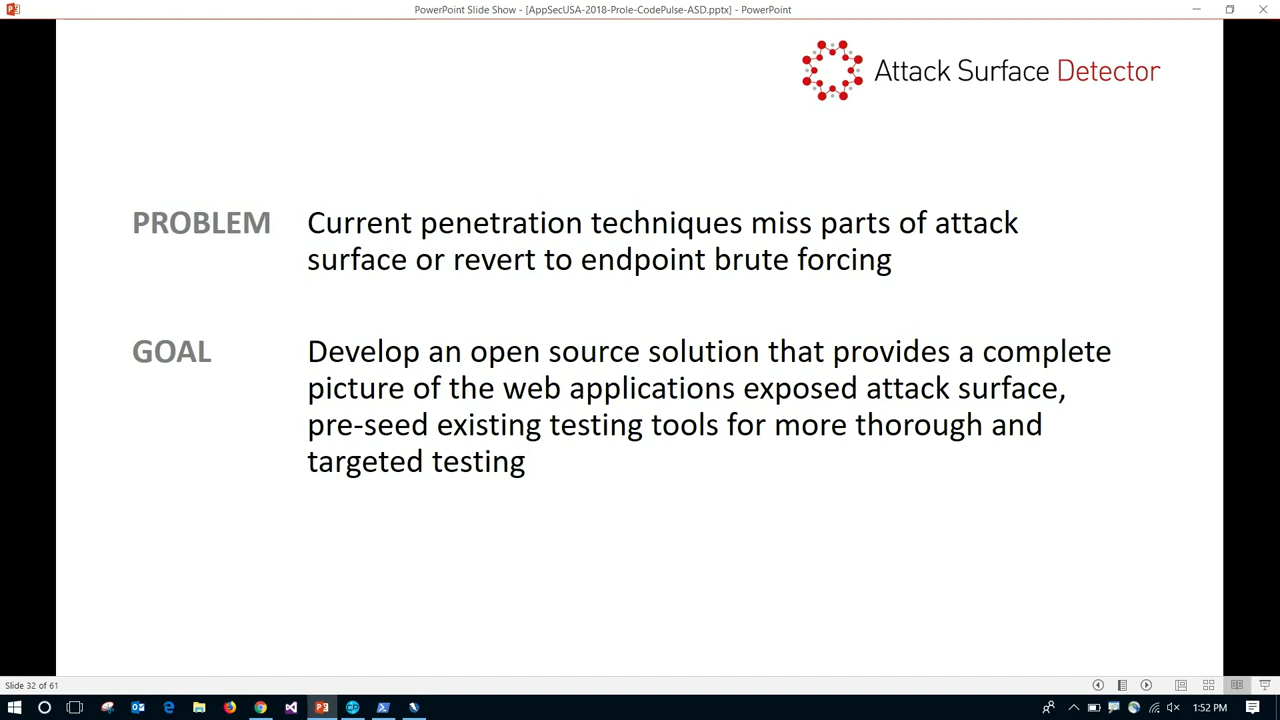 PowerPoint Slide Show - [AppSecUSA-2018-Prole-CodePulse-ASD.pptx] - PowerPoint
Attack Surface Detector
PROBLEM Current penetration techniques miss parts of attack
surface or revert to endpoint brute forcing
GOAL Develop an open source solution that provides a complete
picture of the web applications exposed attack surface,
pre-seed existing testing tools for more thorough and
targeted testing
Slide 32 of 61
1:52 PM